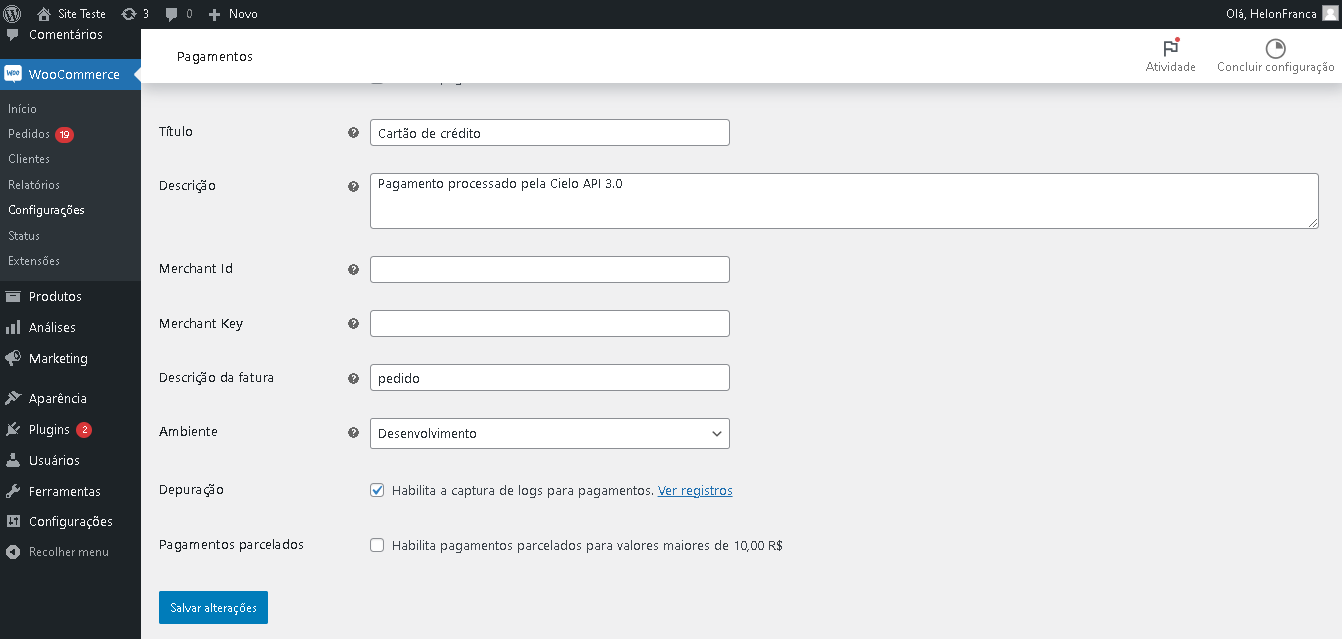 Site Teste
3
0
Novo
Olá, HelonFranca
Comentários
WooCommerce
Início
Pedidos 19
Clientes
Relatórios
Configurações
Status
Extensões
Produtos
Análises
Marketing
Aparência
Plugins 2
Usuários
Ferramentas
Configurações
Recolher menu
Pagamentos
Atividade
Concluir configuração
Título
Cartão de crédito
Descrição
Pagamento processado pela Cielo API 3.0
Merchant Id
Merchant Key
Descrição da fatura
pedido
Ambiente
Desenvolvimento
Depuração
Habilita a captura de logs para pagamentos. Ver registros
Pagamentos parcelados
Habilita pagamentos parcelados para valores maiores de 10,00 R$
Salvar alterações